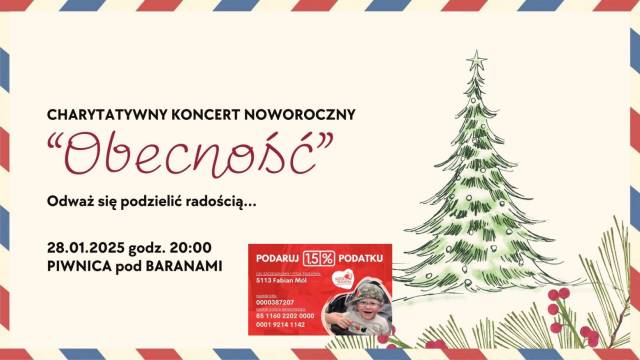 CHARYTATYWNY KONCERT NOWOROCZNY
“Obecność”
Odważ się podzielić radością...
28.01.2025 godz. 20:00
PIWNICA pod BARANAMI
PODARUJ 1,5% PODATKU
5113 Fabian Mól
0000387207
85 1160 2202 0000
0001 9214 1142